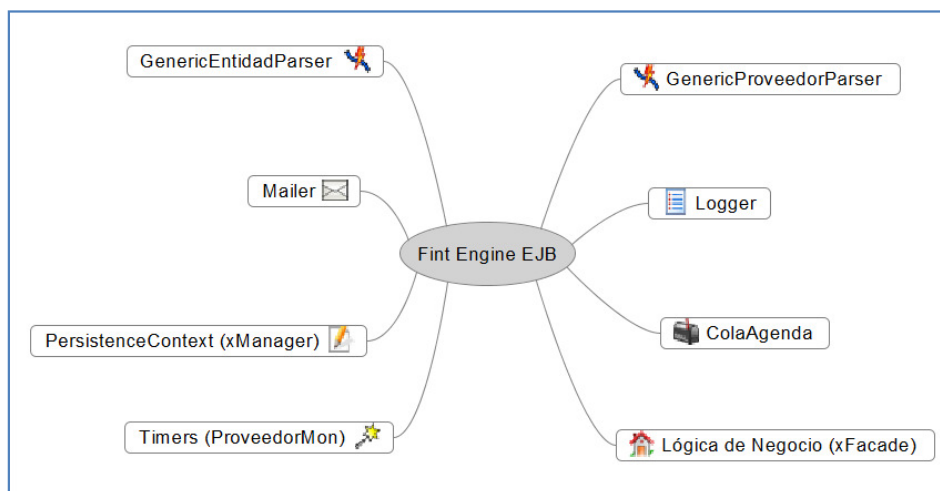 GenericEntidadParser
GenericProveedorParser
Mailer
Logger
Fint Engine EJB
PersistenceContext (xManager)
ColaAgenda
Timers (ProveedorMon)
Lógica de Negocio (xFacade)